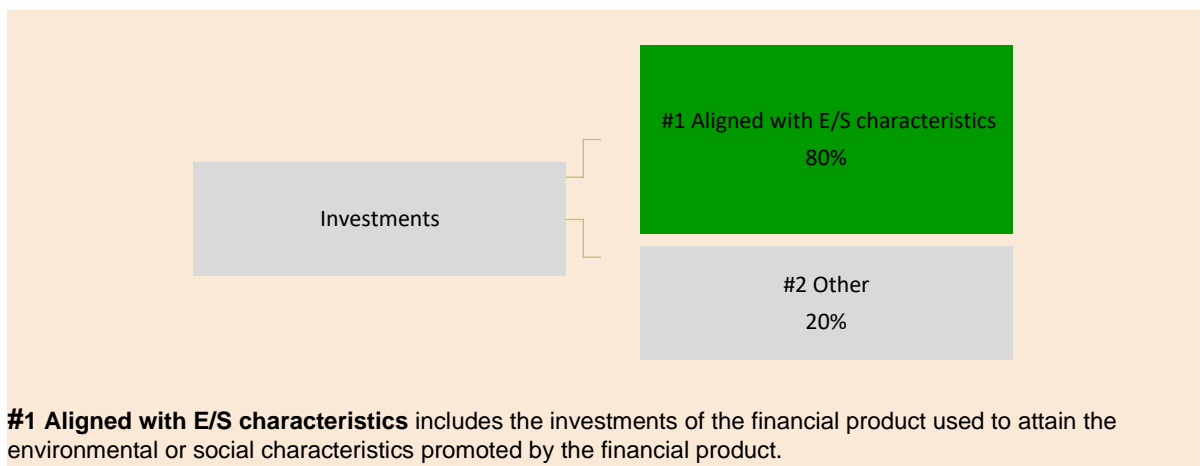 #1 Aligned with E/S characteristics
80%
Investments
#2 Other
20%
#1 Aligned with E/S characteristics includes the investments of the financial product used to attain the
environmental or social characteristics promoted by the financial product.